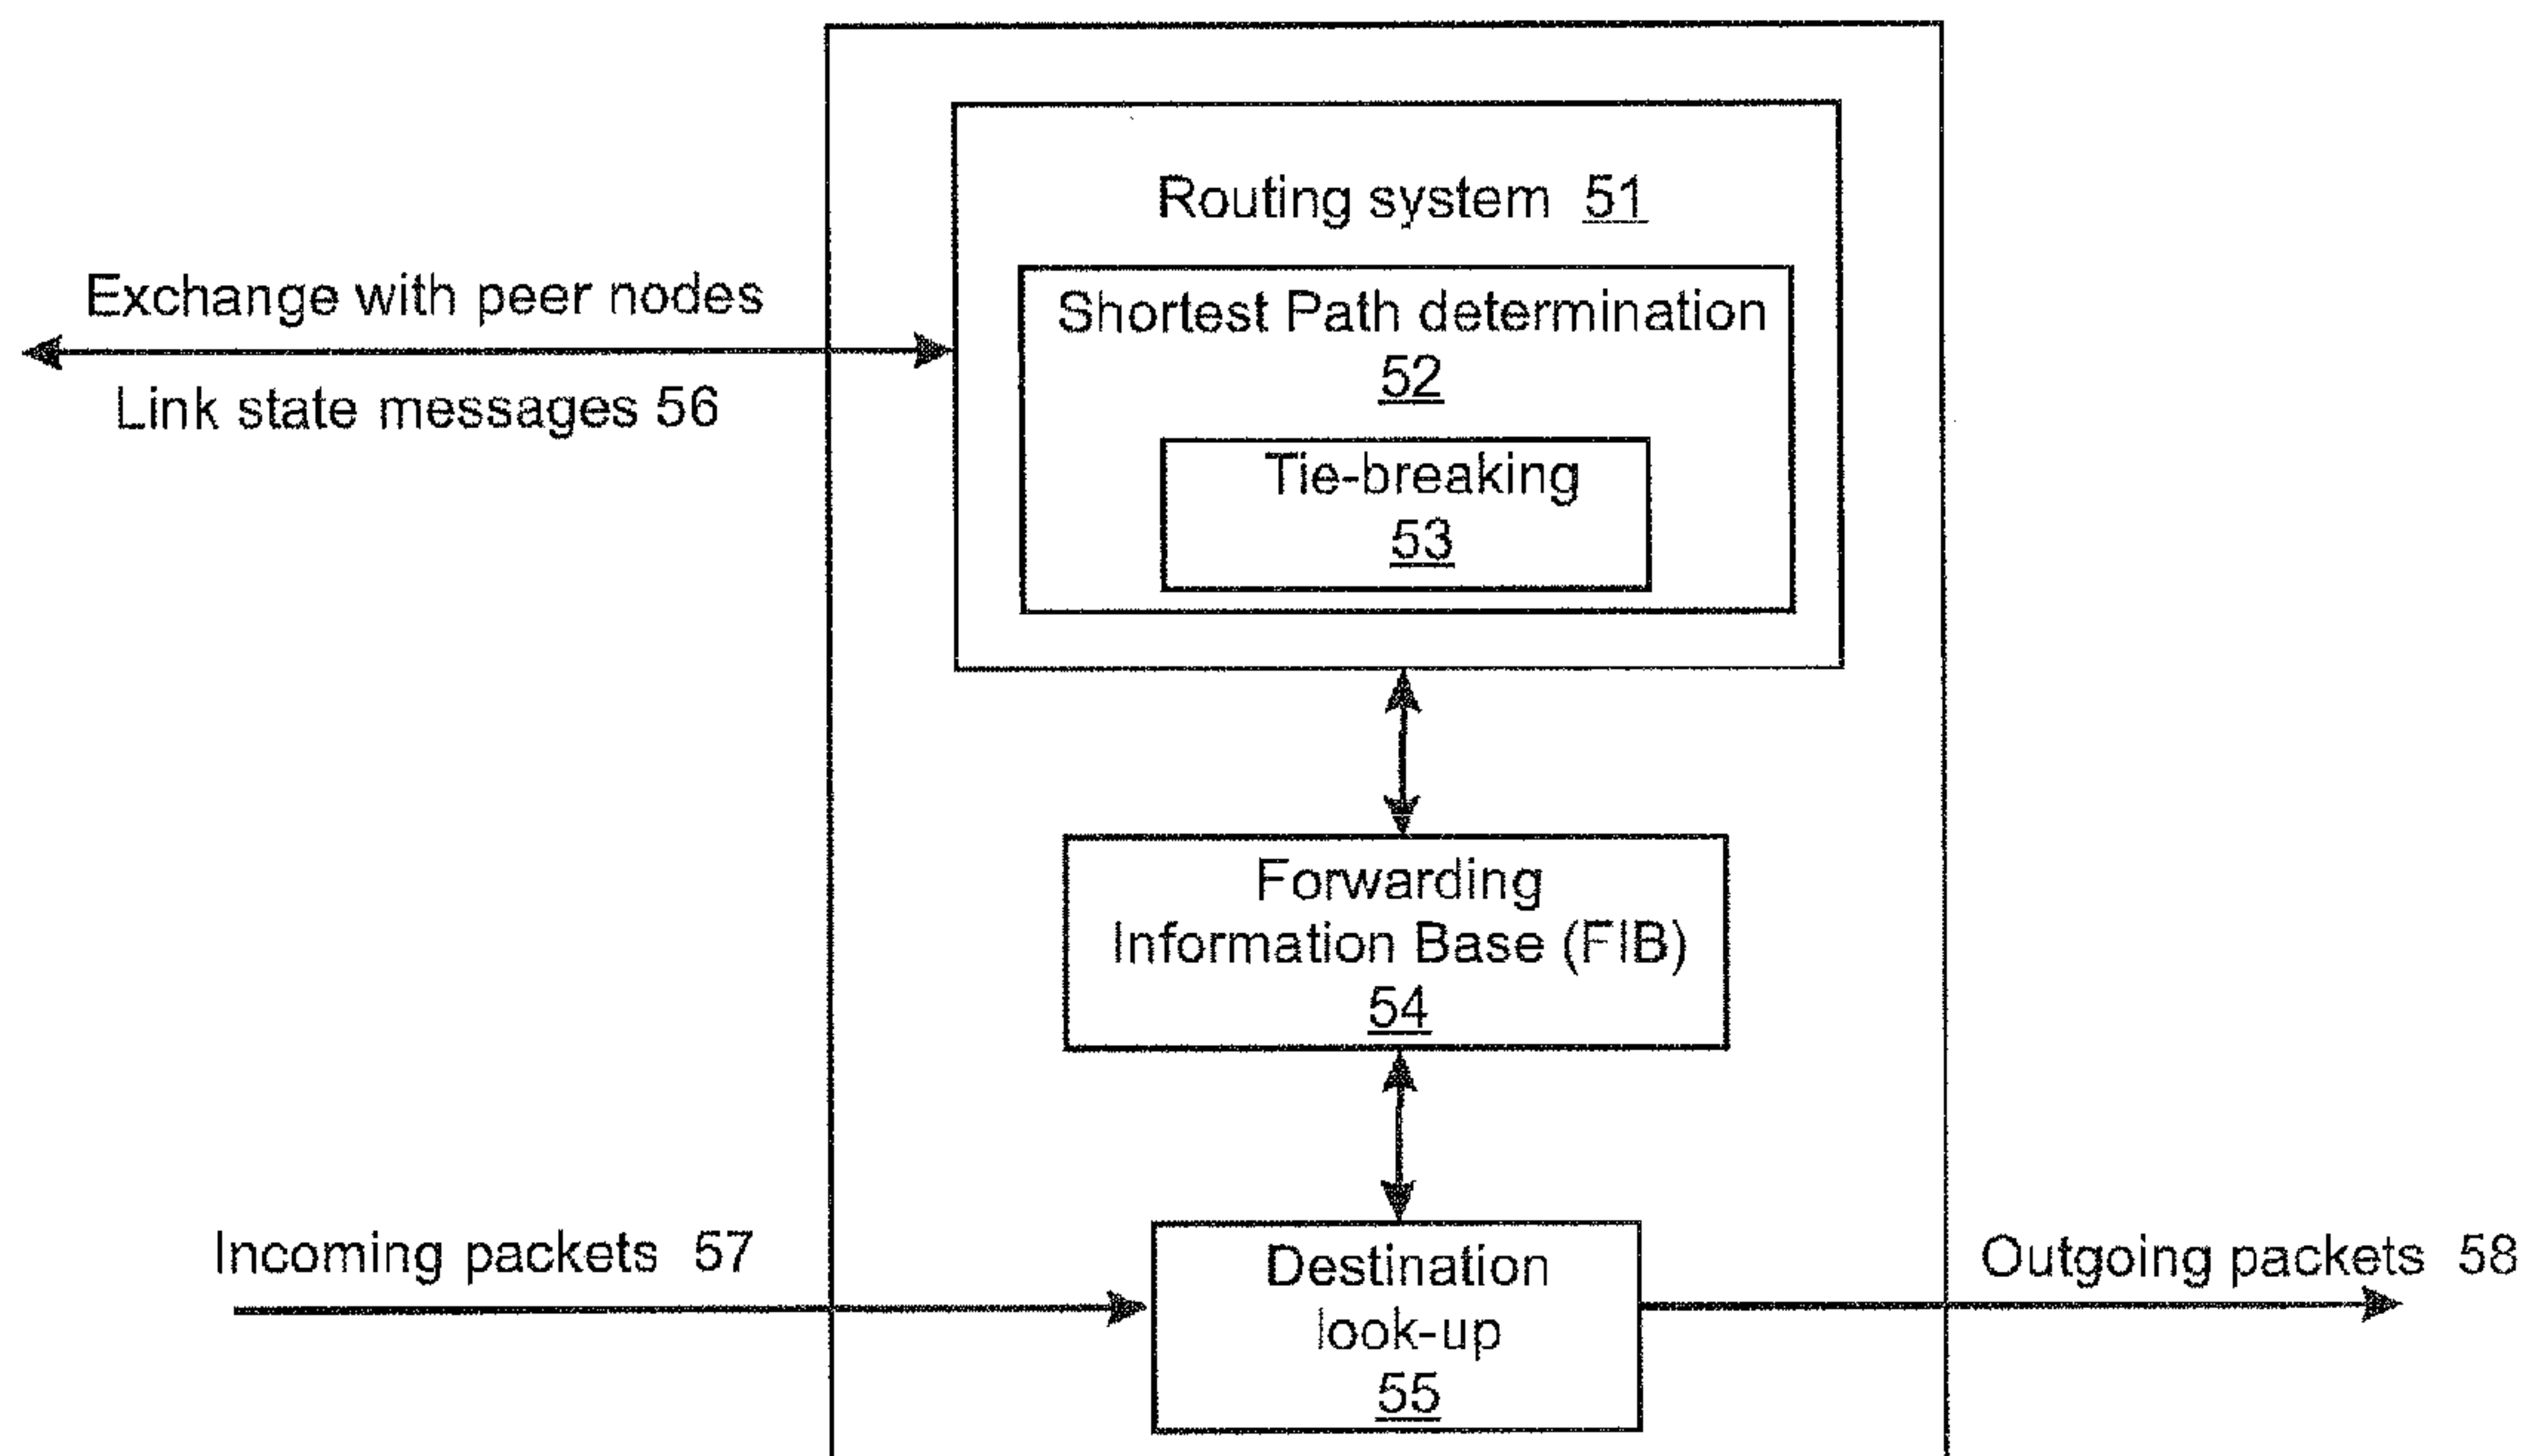 Routing system 51
Exchange with peer nodes
Link state messages 56
Shortest Path determination
52
Tie-breaking
53
Forwarding
Information Base (FIB)
54
Incoming packets 57
Destination
look-up
55
Outgoing packets 58